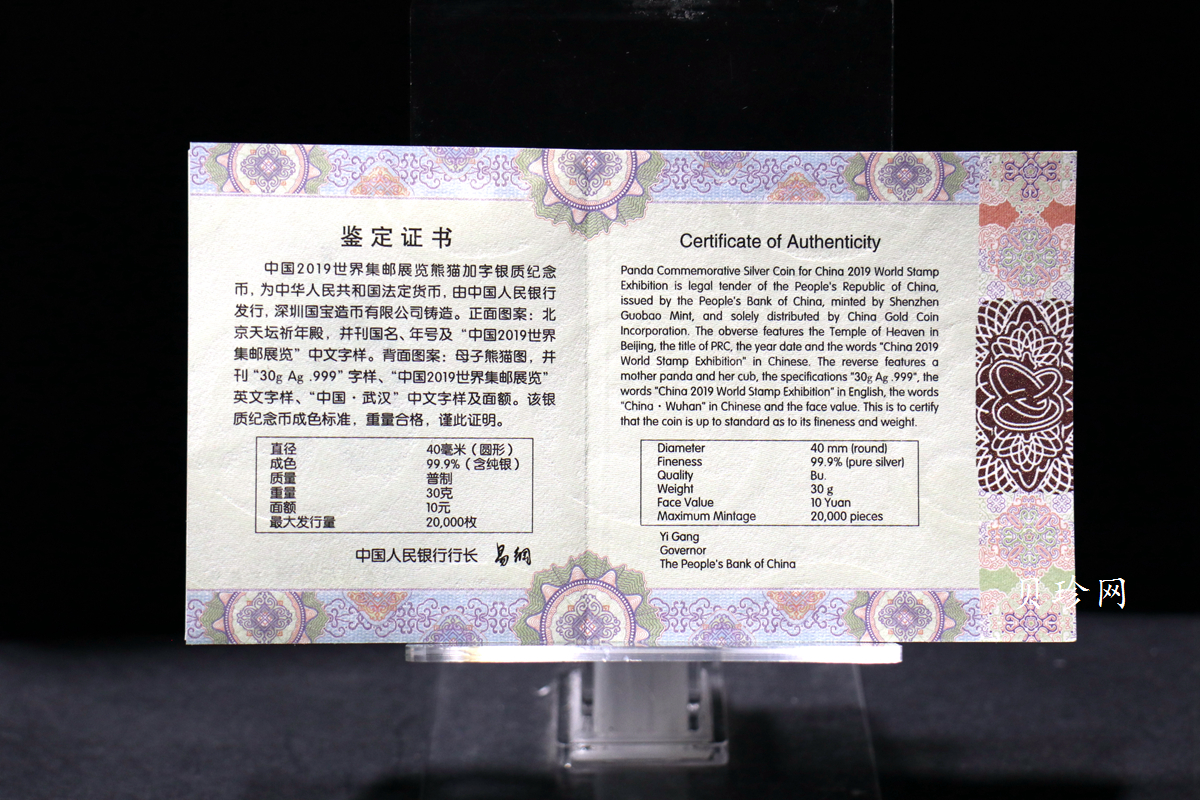 鉴定证书
中国2019世界集邮展览熊猫加字银质纪念
币，为中华人民共和国法定货币，由中国人民银行
发行，深圳国宝造币有限公司铸造。正面图案：北
京天坛祈年殿，并刊国名、年号及“中国2019世界
集邮展览”中文字样。背面图案：母子熊猫图，并
刊“30g Ag .999”字样、“中国2019世界集邮展览”
英文字样、“中国·武汉”中文字样及面额。该银
质纪念币成色标准，重量合格，谨此证明。
直径 40毫米（圆形）
成色 99.9%（含纯银）
质量 普制
重量 30克
面额 10元
最大发行量 20,000枚
中国人民银行行长 易纲
Certificate of Authenticity
Panda Commemorative Silver Coin for China 2019 World Stamp
Exhibition is legal tender of the People's Republic of China,
issued by the People's Bank of China, minted by Shenzhen
Guobao Mint, and solely distributed by China Gold Coin
Incorporation. The obverse features the Temple of Heaven in
Beijing, the title of PRC, the year date and the words "China 2019
World Stamp Exhibition" in Chinese. The reverse features a
mother panda and her cub, the specifications "30g Ag .999", the
words "China 2019 World Stamp Exhibition" in English, the words
"China·Wuhan" in Chinese and the face value. This is to certify
that the coin is up to standard as to its fineness and weight.
Diameter 40 mm (round)
Fineness 99.9% (pure silver)
Quality Bu.
Weight 30 g
Face Value 10 Yuan
Maximum Mintage 20,000 pieces
Yi Gang
Governor
The People's Bank of China
珍网